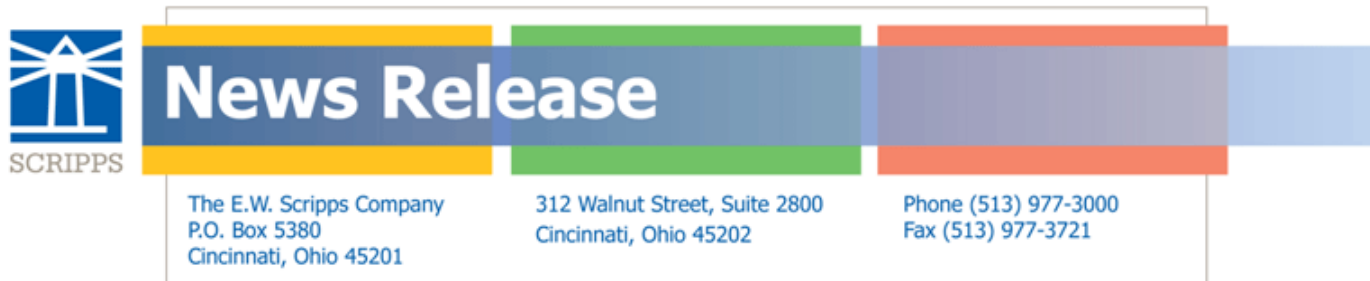 News Release
SCRIPPS
The E.W. Scripps Company
P.O. Box 5380
Cincinnati, Ohio 45201
312 Walnut Street, Suite 2800
Cincinnati, Ohio 45202
Phone (513) 977-3000
Fax (513) 977-3721